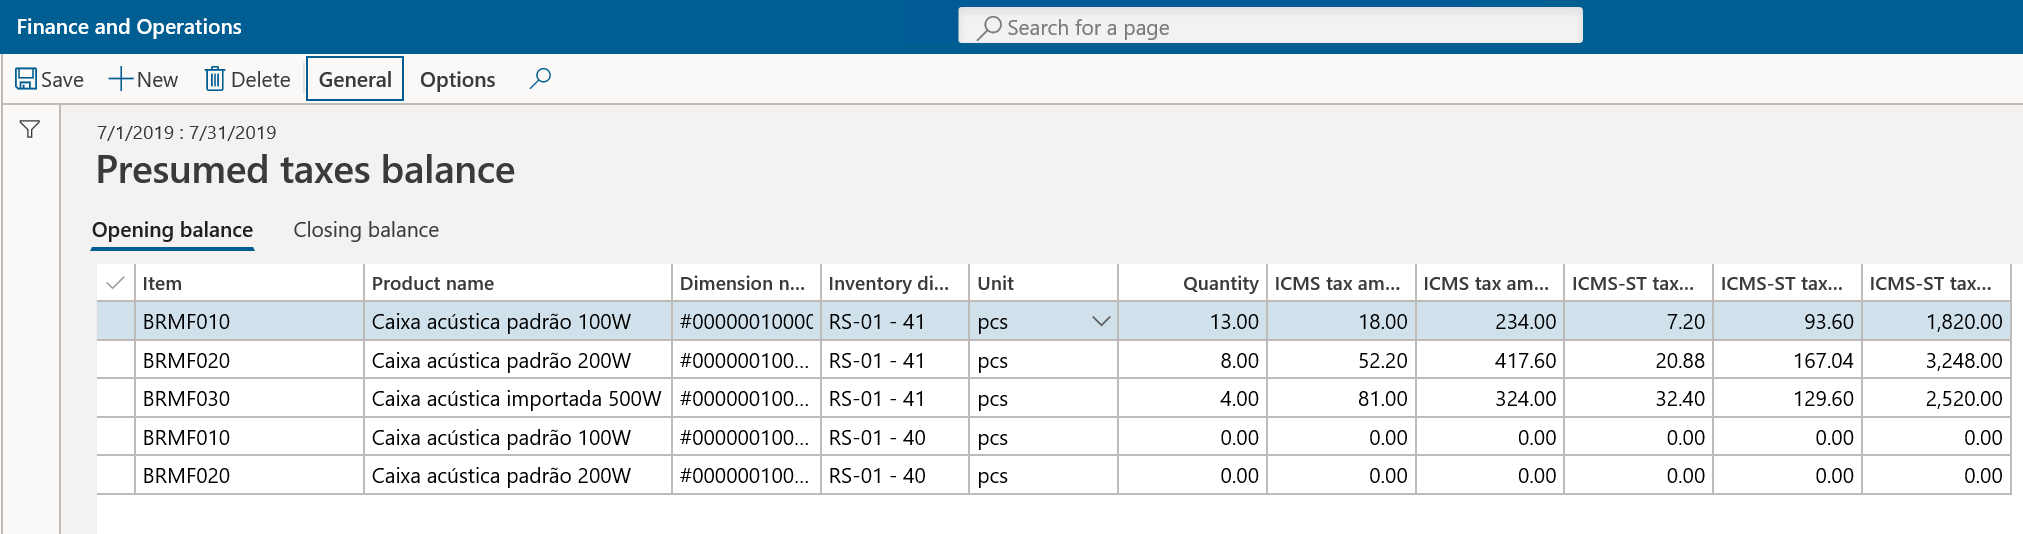 Finance and Operations
Search for a page
Save New Delete General Options
7/1/2019 : 7/31/2019
Presumed taxes balance
Opening balance Closing balance
Item Product name Dimension n... Inventory di... Unit Quantity ICMS tax am... ICMS tax am... ICMS-ST tax... ICMS-ST tax... ICMS-ST tax...
BRMF010 Caixa acústica padrão 100W #00000010000 RS-01 - 41 pcs 13.00 18.00 234.00 7.20 93.60 1,820.00
BRMF020 Caixa acústica padrão 200W #000000100... RS-01 - 41 pcs 8.00 52.20 417.60 20.88 167.04 3,248.00
BRMF030 Caixa acústica importada 500W #000000100... RS-01 - 41 pcs 4.00 81.00 324.00 32.40 129.60 2,520.00
BRMF010 Caixa acústica padrão 100W #000000100... RS-01 - 40 pcs 0.00 0.00 0.00 0.00 0.00 0.00
BRMF020 Caixa acústica padrão 200W #000000100... RS-01 - 40 pcs 0.00 0.00 0.00 0.00 0.00 0.00